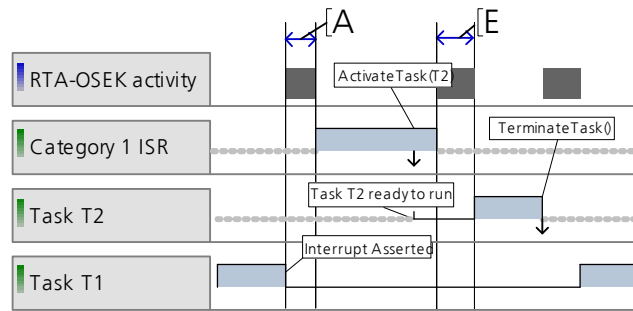 [A
[E
RTA-OSEK activity
ActivateTask(T2)
Category 1 ISR
TerminateTask()
Task T2
Task T2 ready to run
Interrupt Asserted
Task T1